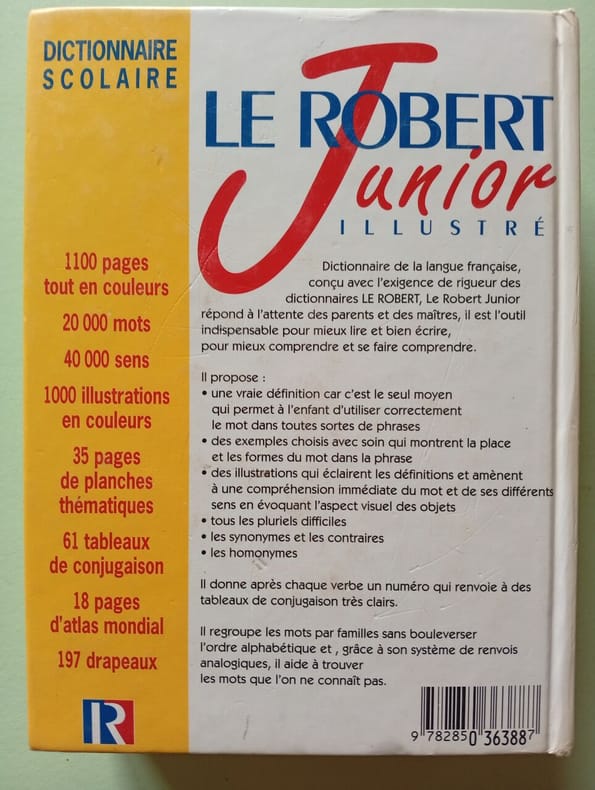 DICTIONNAIRE
SCOLAIRE
1100 pages
tout en couleurs
20 000 mots
40 000 sens
1000 illustrations
en couleurs
35 pages
de planches
thématiques
61 tableaux
de conjugaison
18 pages
d'atlas mondial
197 drapeaux
R
LE ROBERT
Junior
ILLUSTRÉ
Dictionnaire de la langue française,
conçu avec l'exigence de rigueur des
dictionnaires LE ROBERT, Le Robert Junior
répond à l'attente des parents et des maîtres, il est l'outil
indispensable pour mieux lire et bien écrire,
pour mieux comprendre et se faire comprendre.
Il propose :
• une vraie définition car c'est le seul moyen
qui permet à l'enfant d'utiliser correctement
le mot dans toutes sortes de phrases
• des exemples choisis avec soin qui montrent la place
et les formes du mot dans la phrase
• des illustrations qui éclairent les définitions et amènent
à une compréhension immédiate du mot et de ses différents
sens en évoquant l'aspect visuel des objets
• tous les pluriels difficiles
• les synonymes et les contraires
• les homonymes
Il donne après chaque verbe un numéro qui renvoie à des
tableaux de conjugaison très clairs.
Il regroupe les mots par familles sans bouleverser
l'ordre alphabétique et , grâce à son système de renvois
analogiques, il aide à trouver
les mots que l'on ne connaît pas.
9 782850 363887